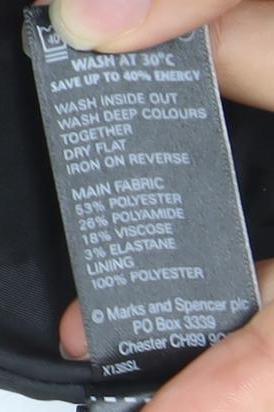 WASH AT 30°C
SAVE UP TO 40% ENERGY
WASH INSIDE OUT
WASH DEEP COLOURS
TOGETHER
DRY FLAT
IRON ON REVERSE
MAIN FABRIC
53% POLYESTER
26% POLYAMIDE
18% VISCOSE
3% ELASTANE
LINING
100% POLYESTER
© Marks and Spencer plc
PO Box 3339
Chester CH99
X138SL